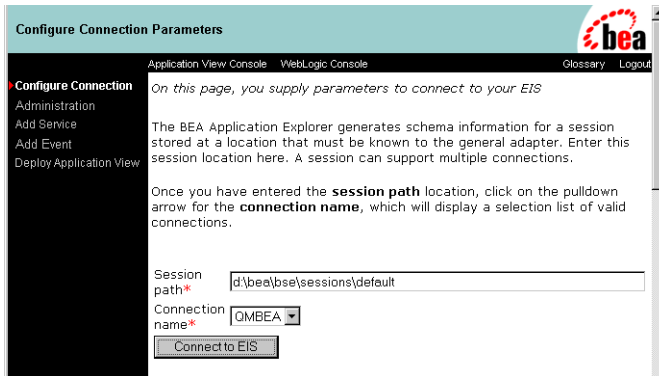 Configure Connection Parameters
bea
Application View Console WebLogic Console Glossary Logout
Configure Connection
Administration
Add Service
Add Event
Deploy Application View
On this page, you supply parameters to connect to your EIS
The BEA Application Explorer generates schema information for a session
stored at a location that must be known to the general adapter. Enter this
session location here. A session can support multiple connections.
Once you have entered the session path location, click on the pulldown
arrow for the connection name, which will display a selection list of valid
connections.
Session
path*
d:\bea\bse\sessions\default
Connection
name*
QMBEA
Connect to EIS